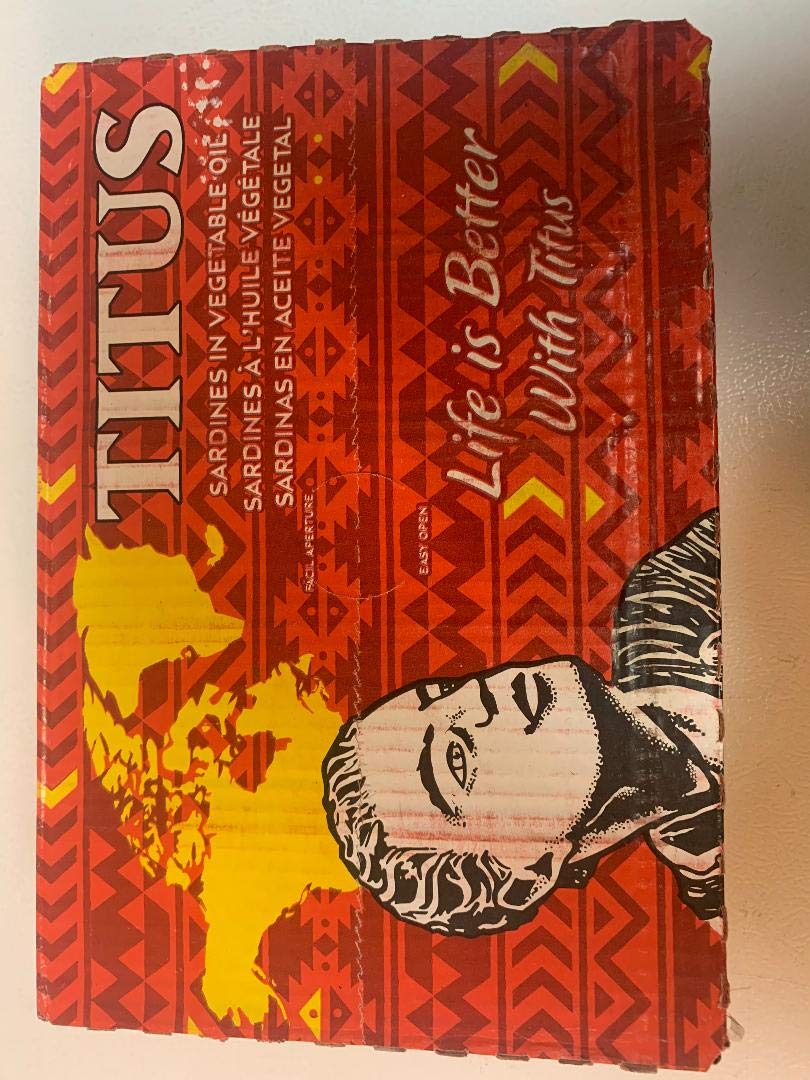 TITUS
SARDINES IN VEGETABLE OIL
SARDINES À L'HUILE VÉGÉTALE
SARDINAS EN ACEITE VEGETAL
FÁCIL APERTURE
EASY OPEN
Life is Better
With Titus